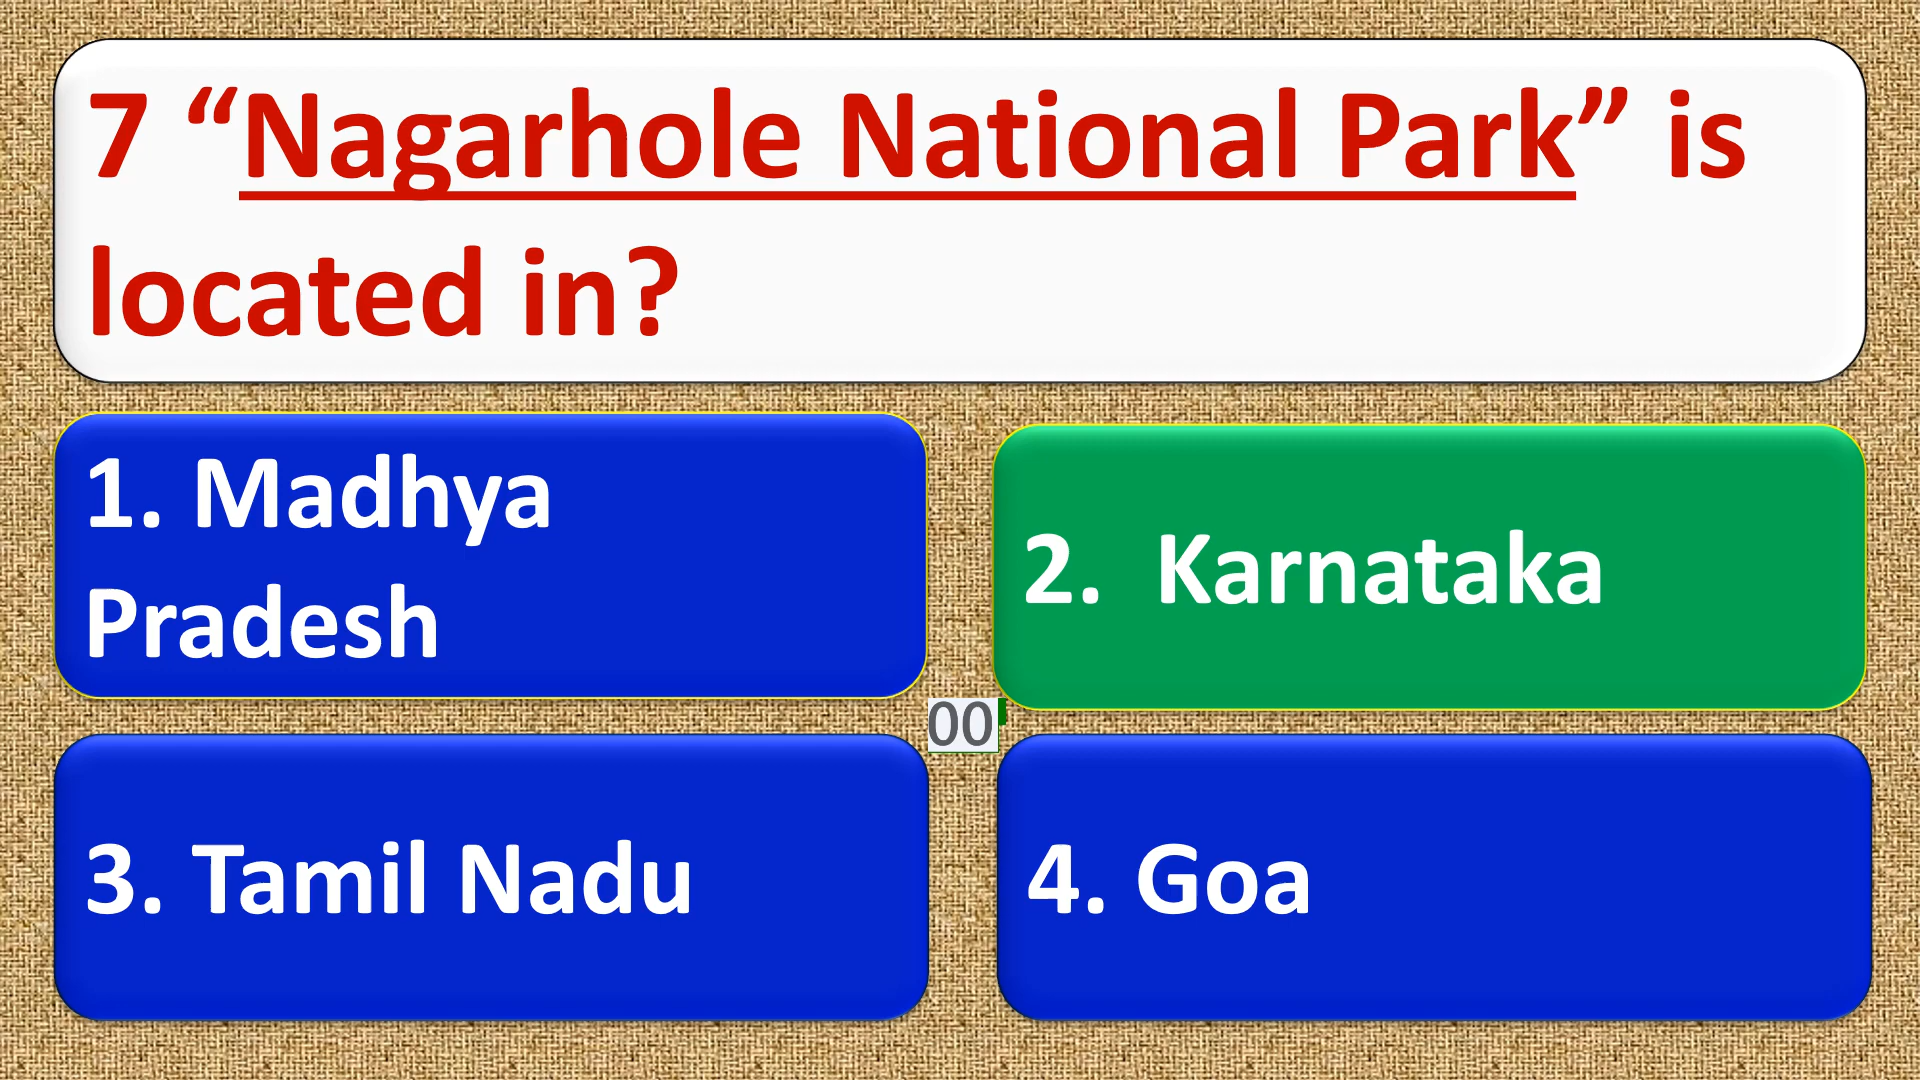 7 “Nagarhole National Park” is
located in?
1. Madhya
Pradesh
2. Karnataka
00
3. Tamil Nadu
4. Goa